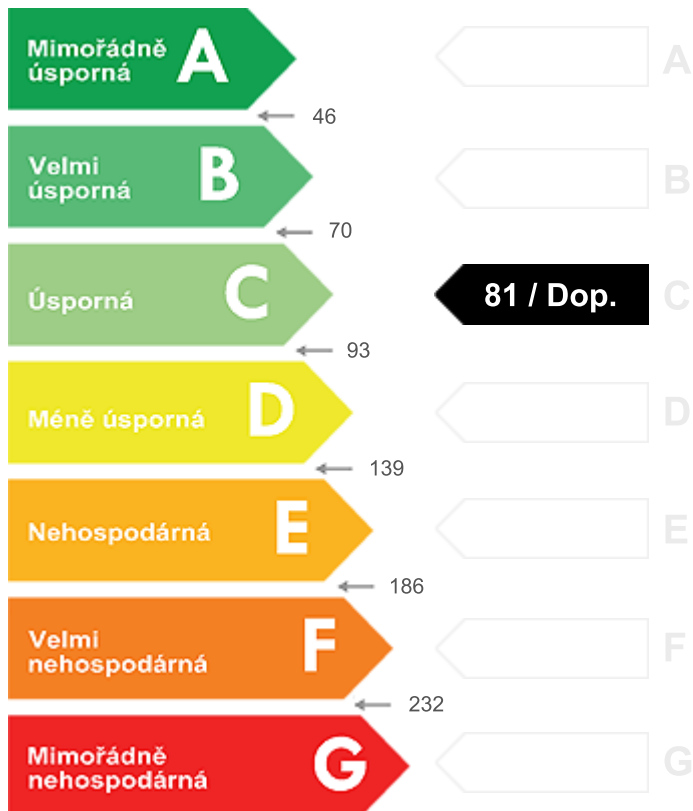 Mimořádně
úsporná
A
A
46
Velmi
úsporná
B
B
70
Úsporná
C
81 / Dop.
C
93
Méně úsporná
D
D
139
Nehospodárná
E
E
186
Velmi
nehospodárná
F
F
232
Mimořádně
nehospodárná
G
G